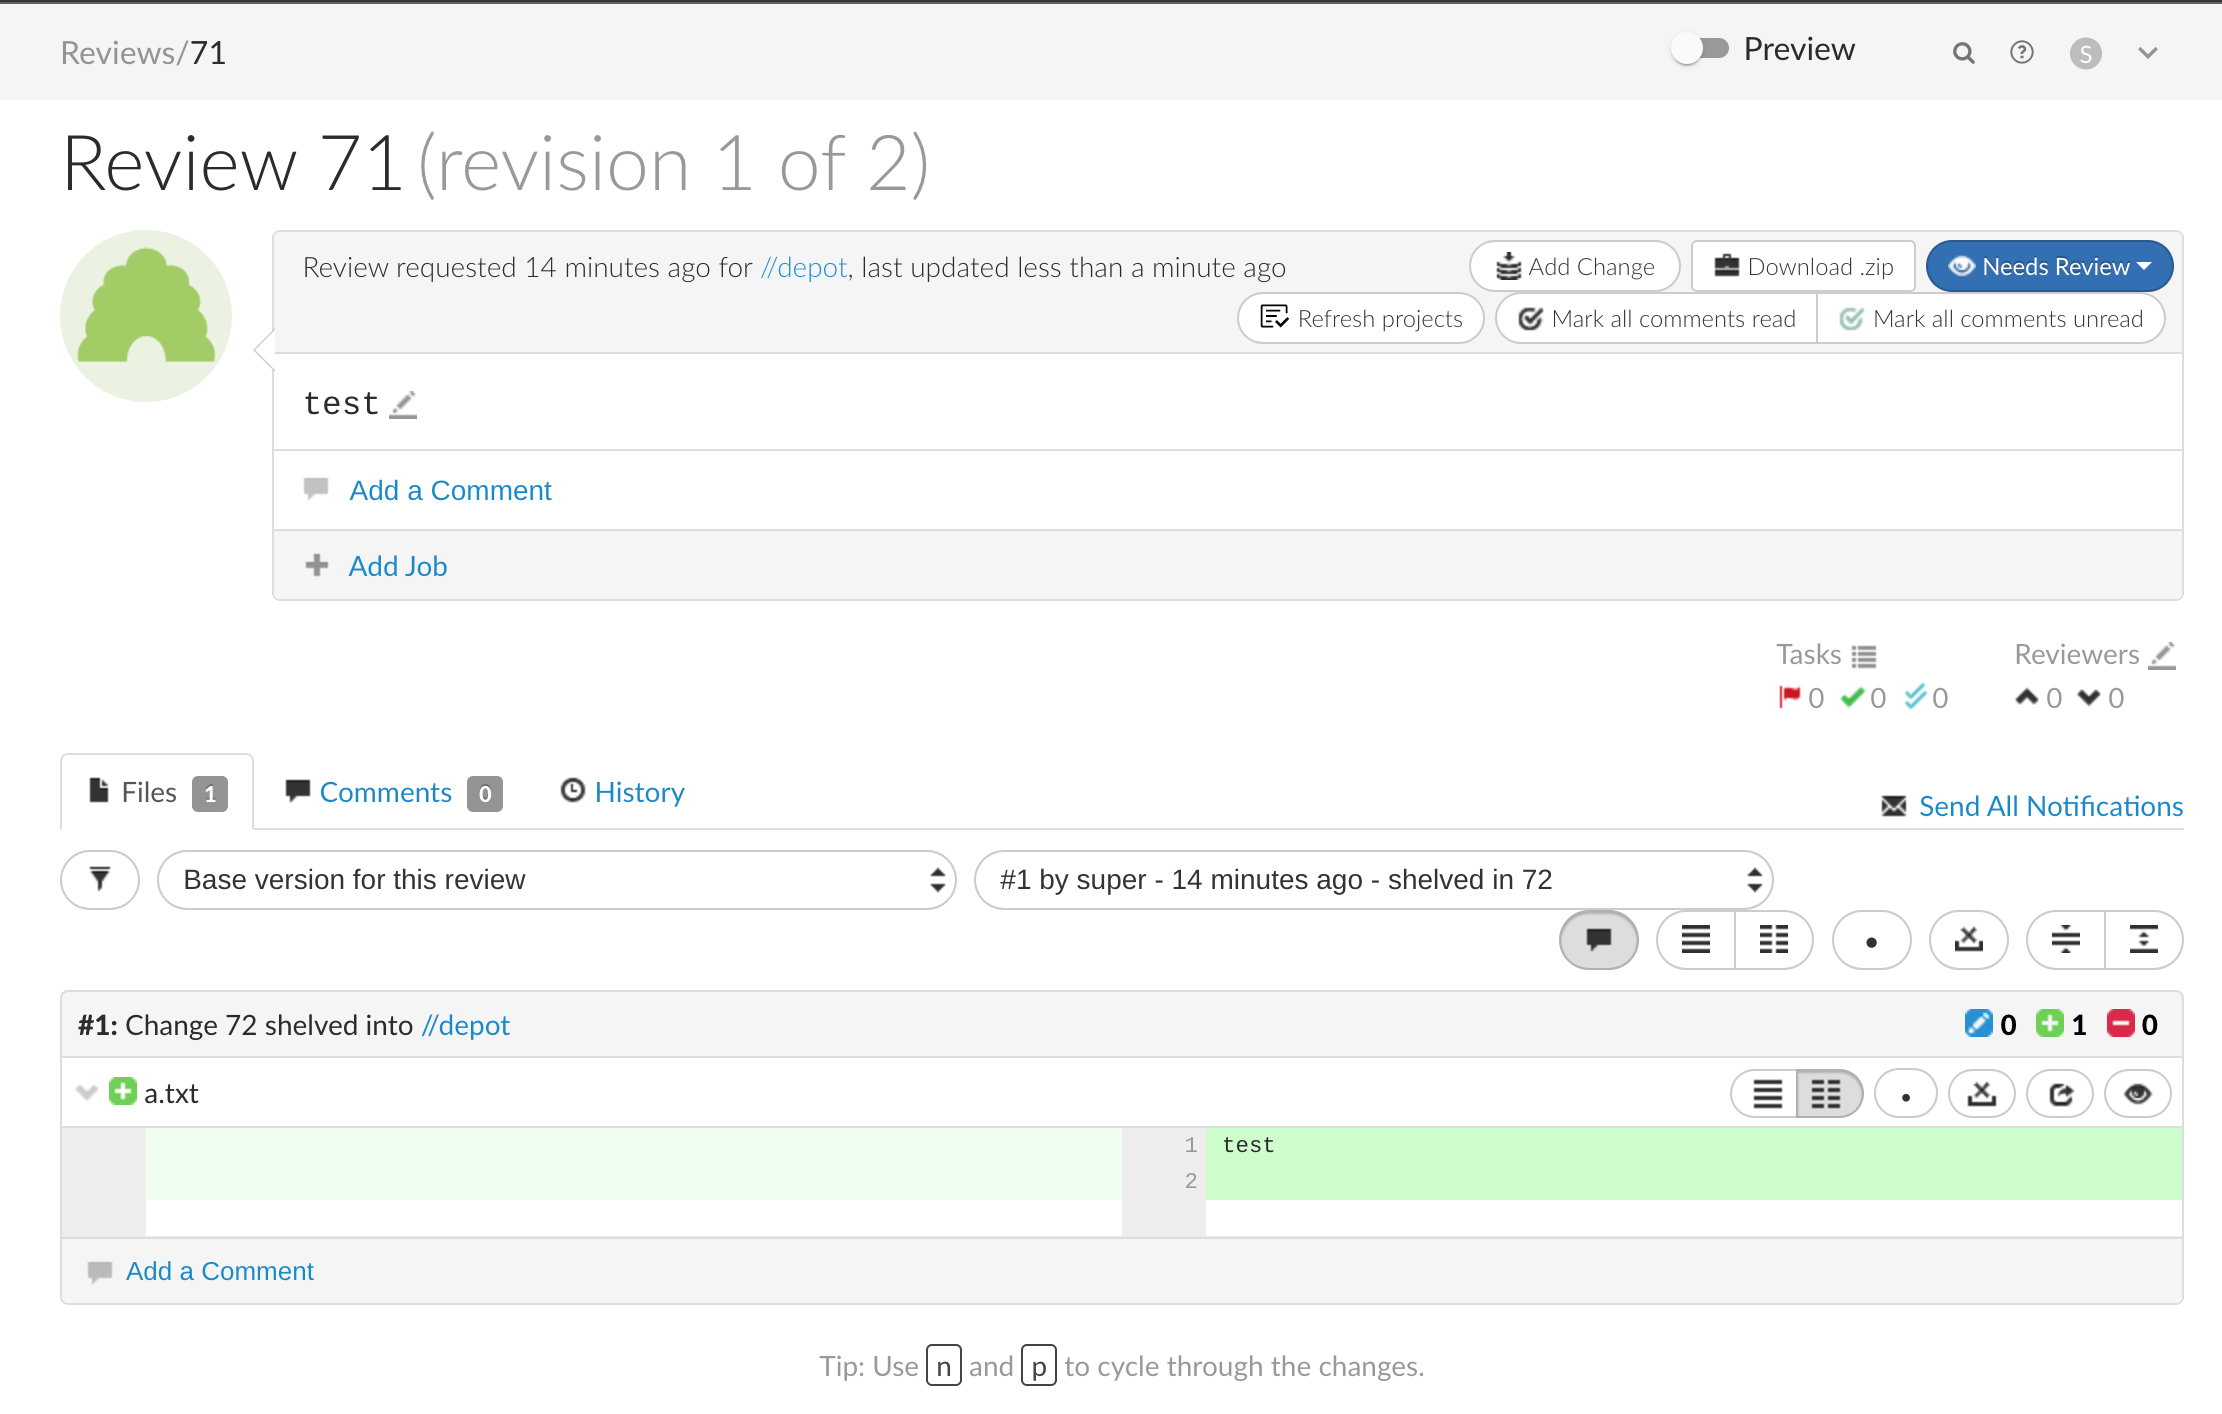 Reviews/71
Preview
S
Review 71 (revision 1 of 2)
Review requested 14 minutes ago for //depot, last updated less than a minute ago
Add Change
Download .zip
Needs Review
Refresh projects
Mark all comments read
Mark all comments unread
test
Add a Comment
Add Job
Tasks
Reviewers
0 0 0
0 0
Files 1
Comments 0
History
Send All Notifications
Base version for this review
#1 by super - 14 minutes ago - shelved in 72
#1: Change 72 shelved into //depot
0 1 0
a.txt
1 test
2
Add a Comment
Tip: Use n and p to cycle through the changes.